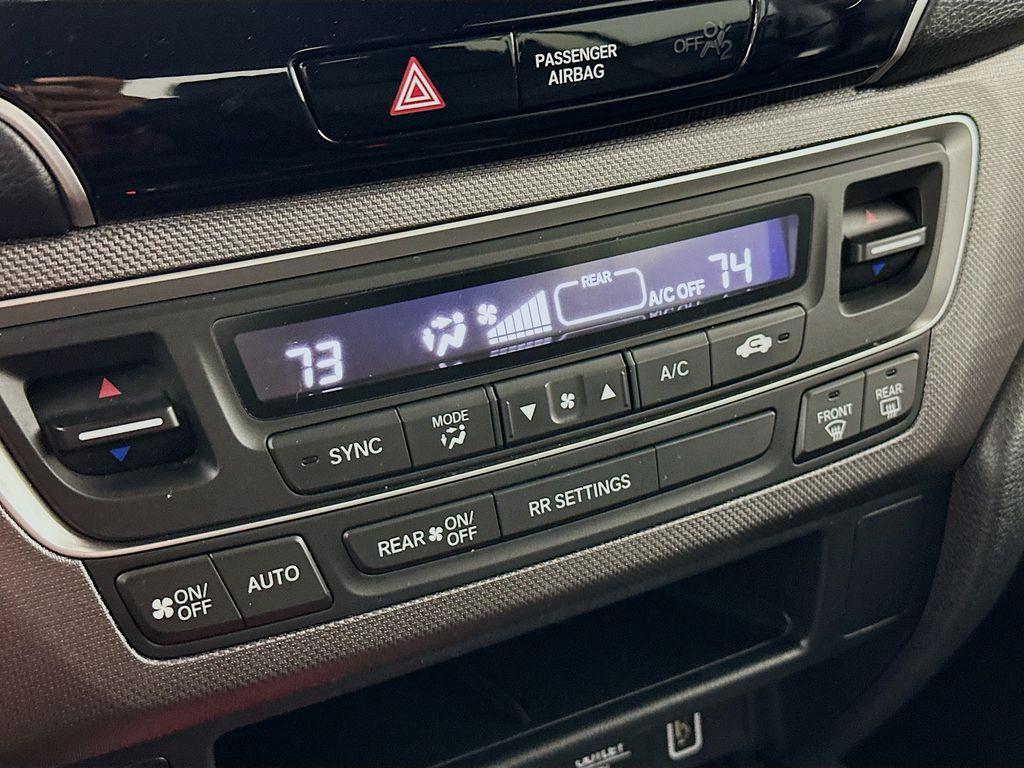 PASSENGER
AIRBAG
OFF
2
73
REAR
A/C OFF
74
SYNC
MODE
A/C
FRONT
REAR
REAR ON/
OFF
RR SETTINGS
ON/
OFF
AUTO